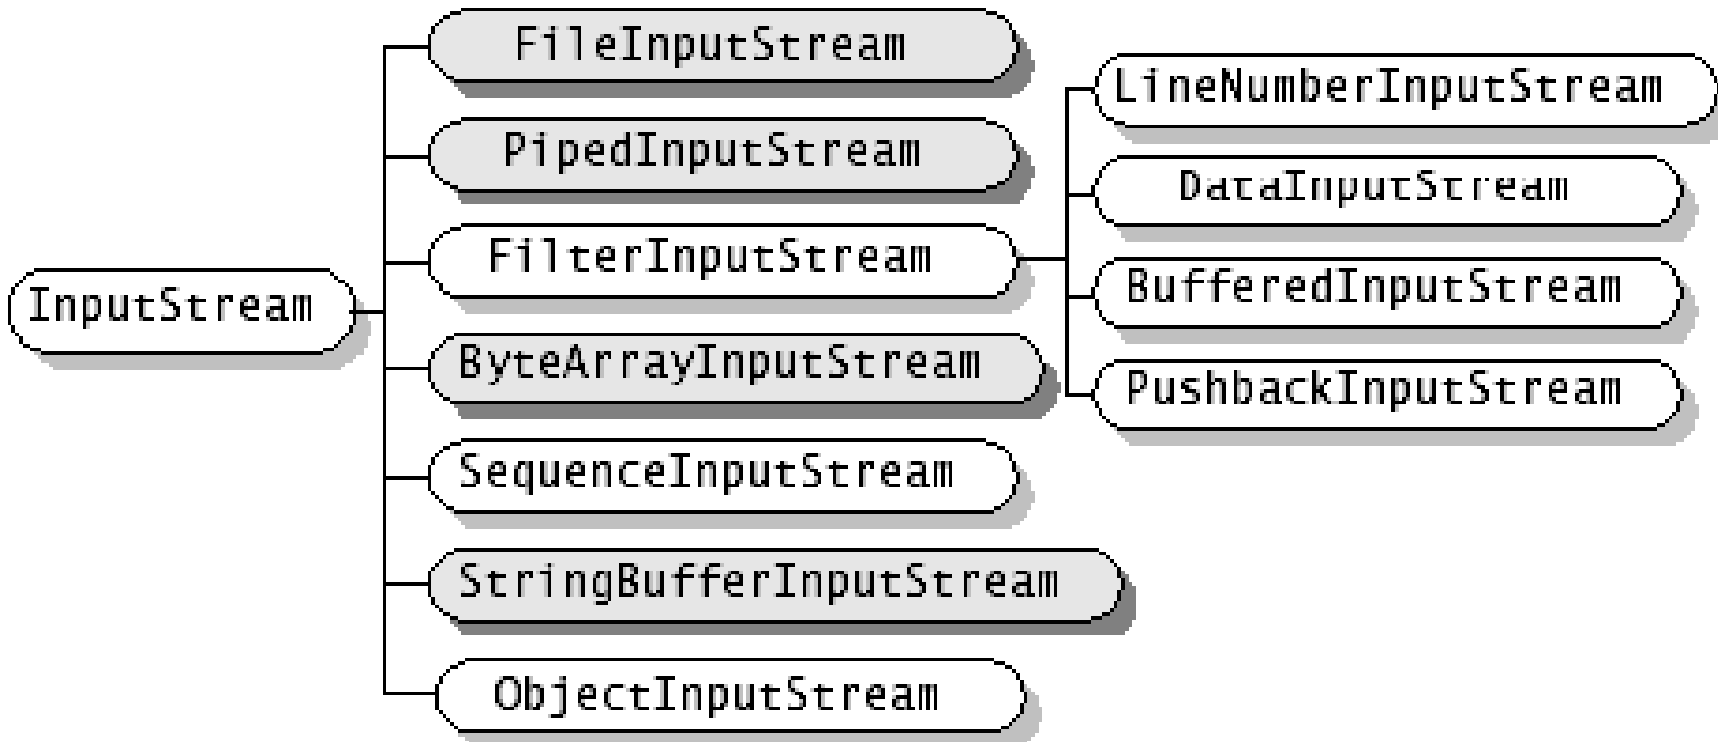 InputStream
FileInputStream
PipedInputStream
FilterInputStream
ByteArrayInputStream
SequenceInputStream
StringBufferInputStream
ObjectInputStream
LineNumberInputStream
DataInputStream
BufferedInputStream
PushbackInputStream